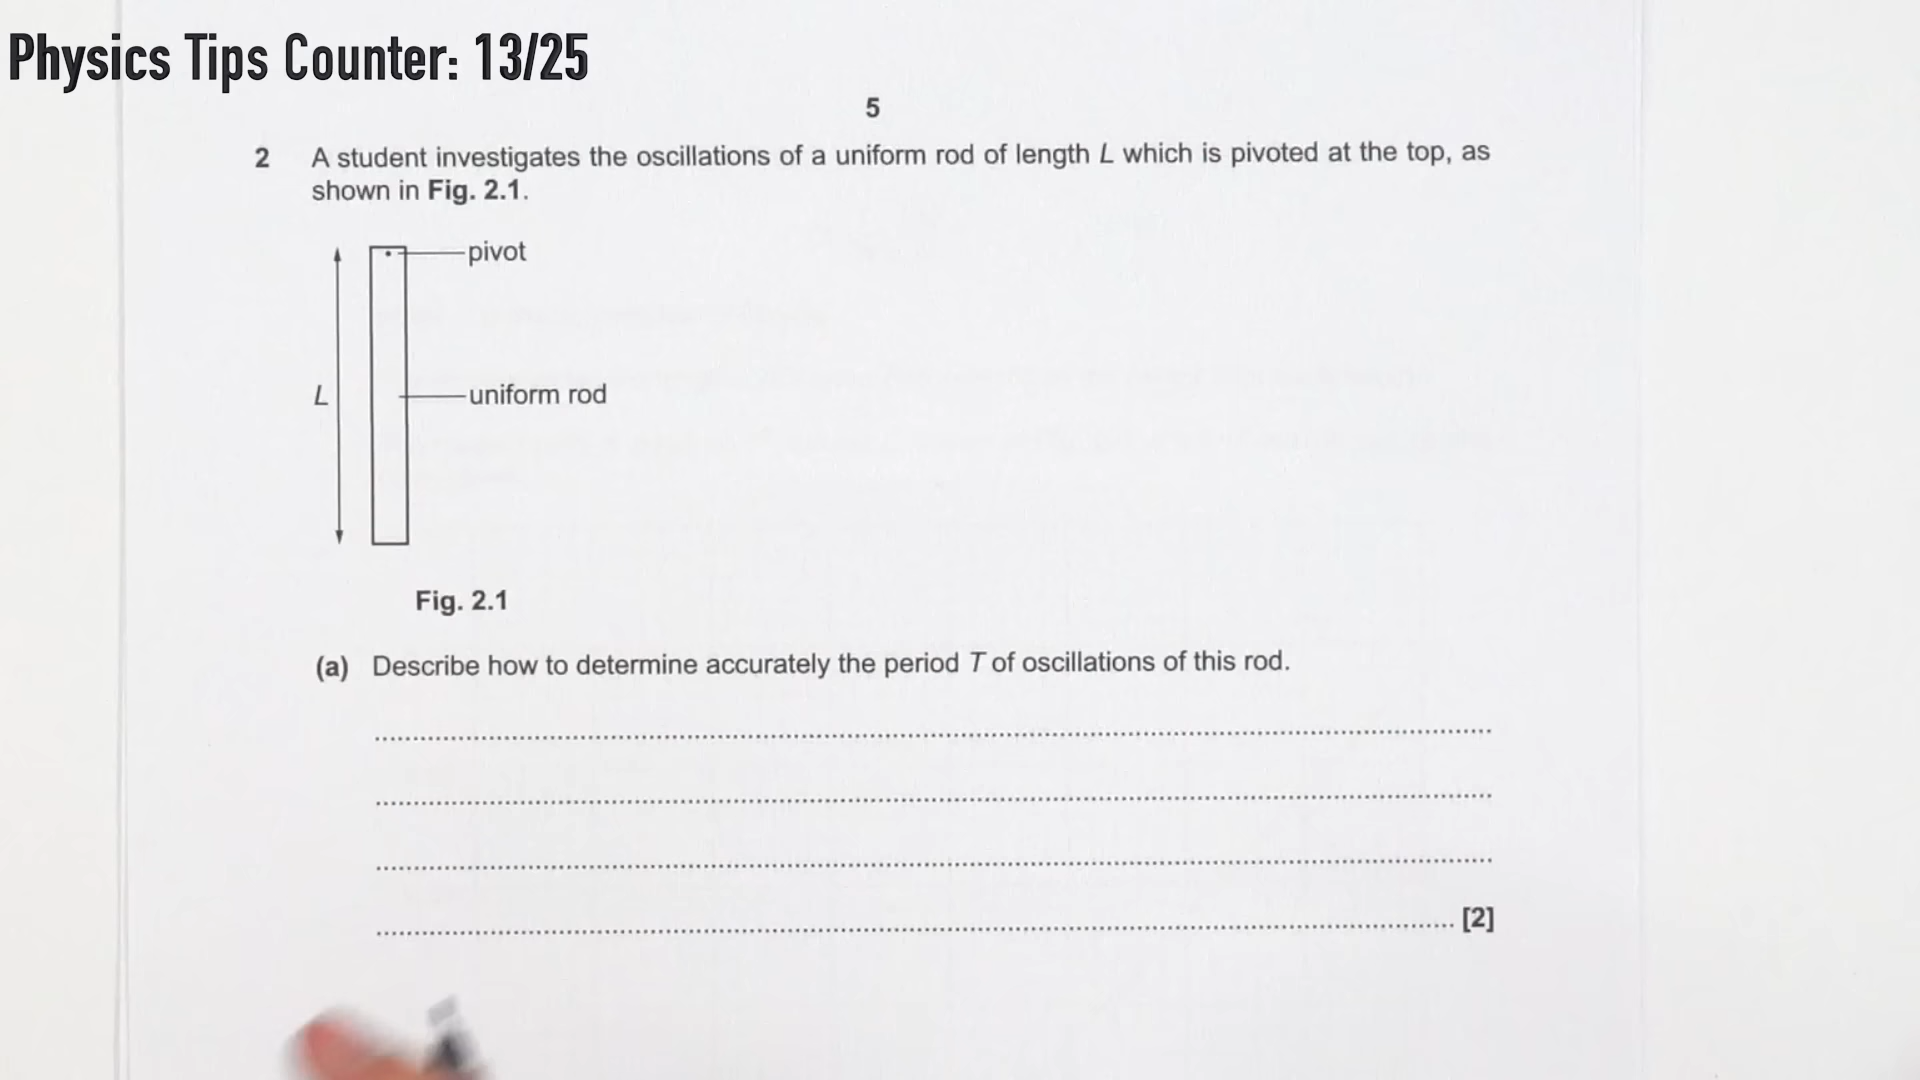 Physics Tips Counter: 13/25
5
2 A student investigates the oscillations of a uniform rod of length L which is pivoted at the top, as
shown in Fig. 2.1.
pivot
L
uniform rod
Fig. 2.1
(a) Describe how to determine accurately the period T of oscillations of this rod.
[2]